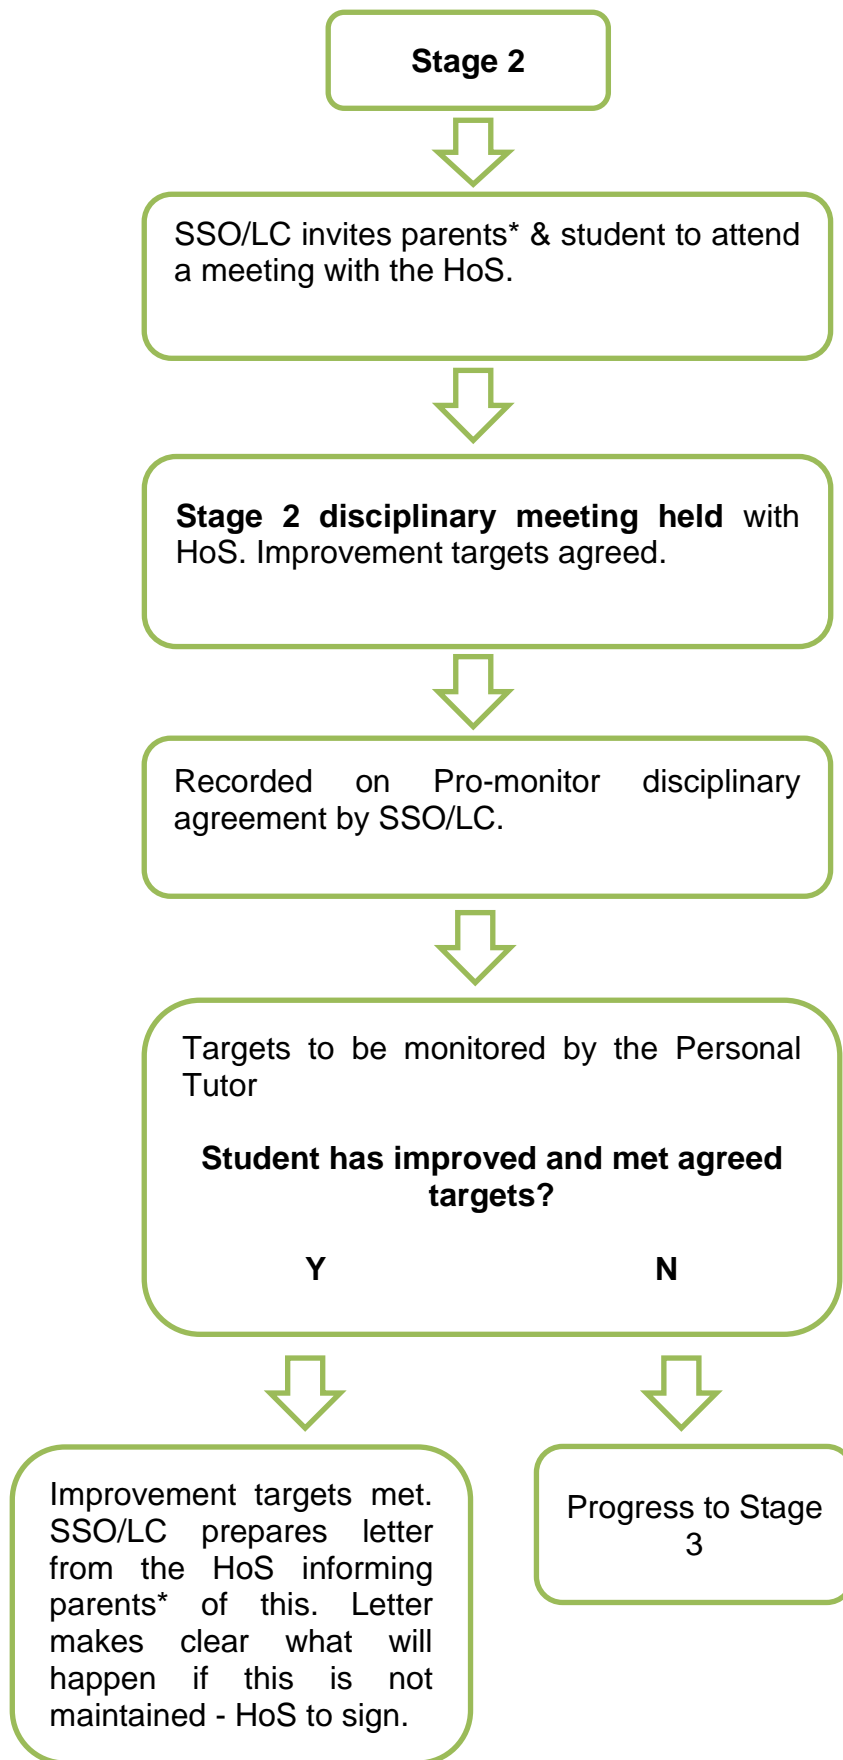 Stage 2
SSO/LC invites parents* & student to attend
a meeting with the HoS.
Stage 2 disciplinary meeting held with
HoS. Improvement targets agreed.
Recorded on Pro-monitor disciplinary
agreement by SSO/LC.
Targets to be monitored by the Personal
Tutor
Student has improved and met agreed
targets?
Y N
Improvement targets met.
SSO/LC prepares letter
from the HoS informing
parents* of this. Letter
makes clear what will
happen if this is not
maintained - HoS to sign.
Progress to Stage
3